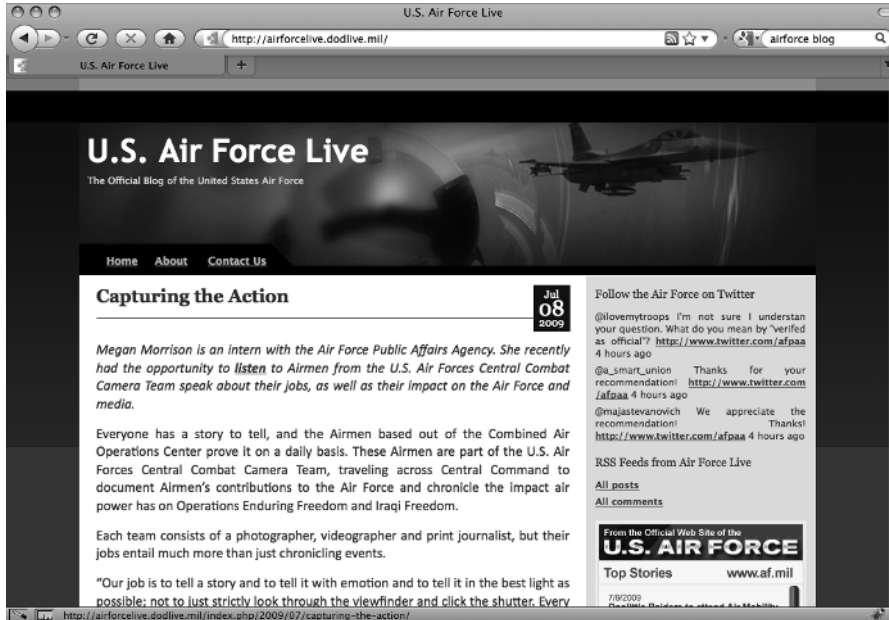 U.S. Air Force Live
http://airforcelive.dodlive.mil/
airforce blog
U.S. Air Force Live
U.S. Air Force Live
The Official Blog of the United States Air Force
Home About Contact Us
Capturing the Action
Jul
08
2009
Megan Morrison is an intern with the Air Force Public Affairs Agency. She recently
had the opportunity to listen to Airmen from the U.S. Air Forces Central Combat
Camera Team speak about their jobs, as well as their impact on the Air Force and
media.
Everyone has a story to tell, and the Airmen based out of the Combined Air
Operations Center prove it on a daily basis. These Airmen are part of the U.S. Air
Forces Central Combat Camera Team, traveling across Central Command to
document Airmen's contributions to the Air Force and chronicle the impact air
power has on Operations Enduring Freedom and Iraqi Freedom.
Each team consists of a photographer, videographer and print journalist, but their
jobs entail much more than just chronicling events.
“Our job is to tell a story and to tell it with emotion and to tell it in the best light as
possible; not to just strictly look through the viewfinder and click the shutter. Every
Follow the Air Force on Twitter
@ilovemytroops I'm not sure I understan
your question. What do you mean by "verifed
as official"? http://www.twitter.com/afpaa
4 hours ago
@a_smart_union Thanks for your
recommendation! http://www.twitter.com
/afpaa 4 hours ago
@majastevanovich We appreciate the
recommendation! Thanks!
http://www.twitter.com/afpaa 4 hours ago
RSS Feeds from Air Force Live
All posts
All comments
From the Official Web Site of the
U.S. AIR FORCE
Top Stories www.af.mil
7/9/2009
Doolittle Raiders to attend Air Mobility
http://airforcelive.dodlive.mil/index.php/2009/07/capturing-the-action/